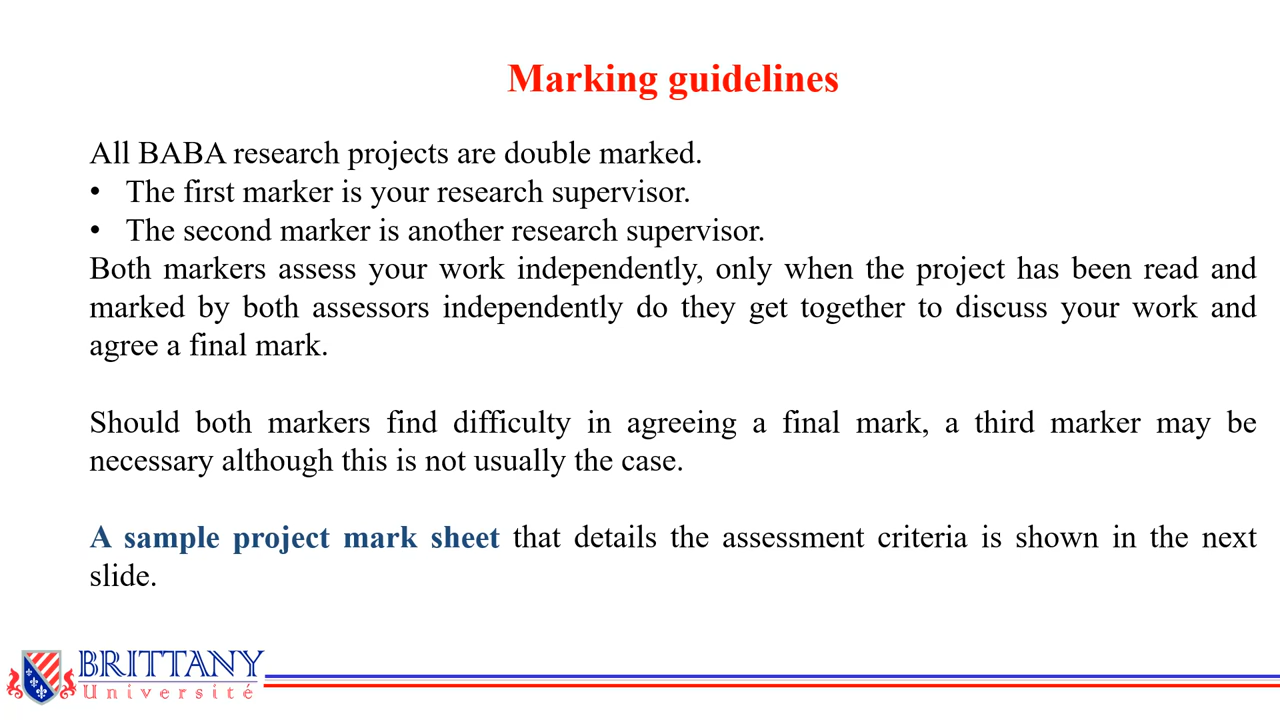 Marking guidelines
All BABA research projects are double marked.
• The first marker is your research supervisor.
• The second marker is another research supervisor.
Both markers assess your work independently, only when the project has been read and
marked by both assessors independently do they get together to discuss your work and
agree a final mark.
Should both markers find difficulty in agreeing a final mark, a third marker may be
necessary although this is not usually the case.
A sample project mark sheet that details the assessment criteria is shown in the next
slide.
BRITTANY
Université